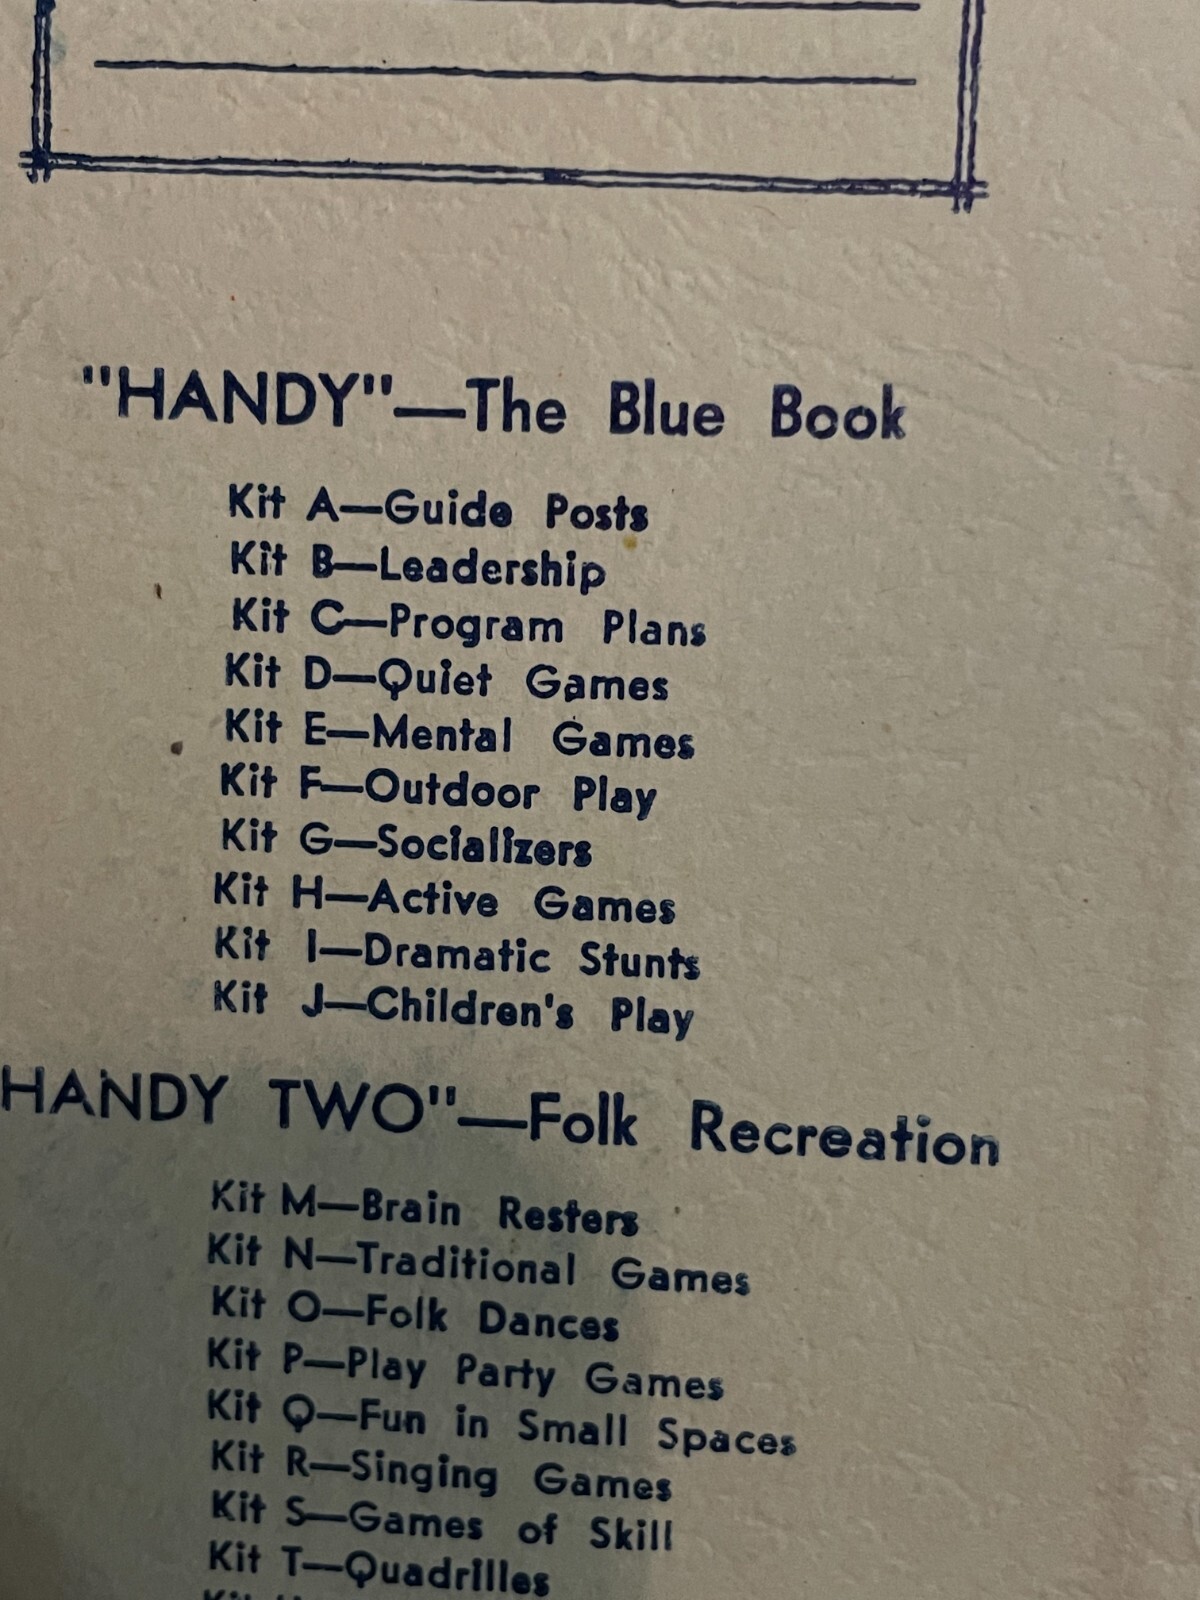 "HANDY"—The Blue Book
Kit A—Guide Posts
Kit B—Leadership
Kit C—Program Plans
Kit D—Quiet Games
Kit E—Mental Games
Kit F—Outdoor Play
Kit G—Socializers
Kit H—Active Games
Kit I—Dramatic Stunts
Kit J—Children's Play
HANDY TWO"—Folk Recreation
Kit M—Brain Resters
Kit N—Traditional Games
Kit O—Folk Dances
Kit P—Play Party Games
Kit Q—Fun in Small Spaces
Kit R—Singing Games
Kit S—Games of Skill
Kit T—Quadrilles
Kit